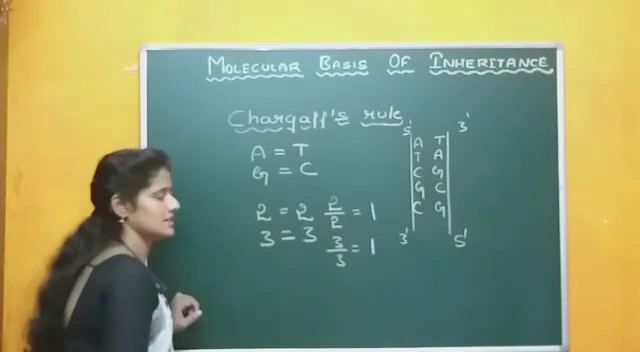 MOLECULAR BASIS OF INHERITANCE
Chargaff's rule
A = T
G = C
2 = 2 2/2 = 1
3 = 3 3/3 = 1
5' 3'
A T
T A
C G
G C
C G
3' 5'